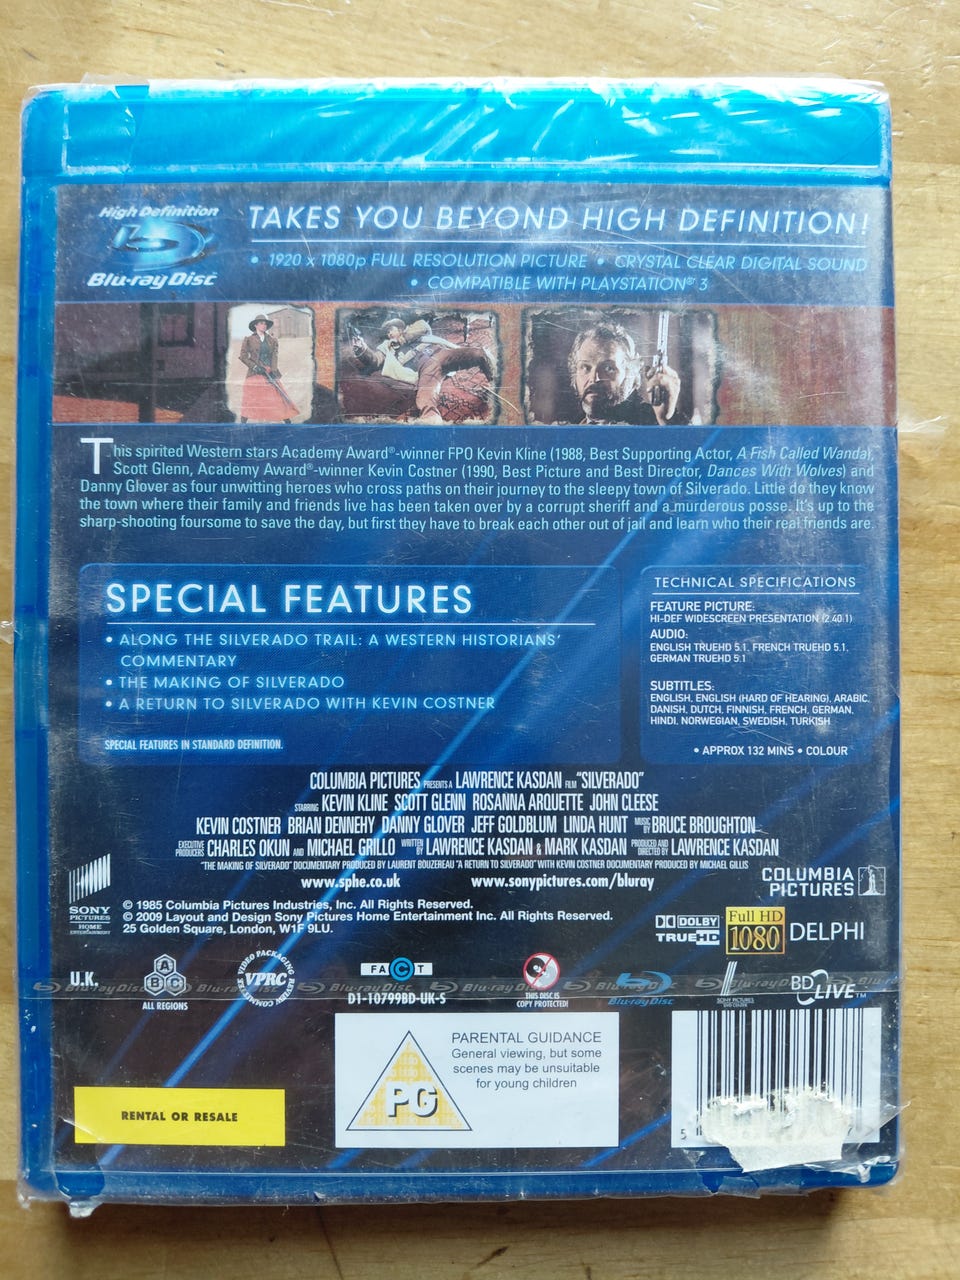 High Definition
Blu-ray Disc
TAKES YOU BEYOND HIGH DEFINITION!
• 1920 x 1080p FULL RESOLUTION PICTURE • CRYSTAL CLEAR DIGITAL SOUND
• COMPATIBLE WITH PLAYSTATION® 3
This spirited Western stars Academy Award®-winner FPO Kevin Kline (1988, Best Supporting Actor, A Fish Called Wanda),
Scott Glenn, Academy Award®-winner Kevin Costner (1990, Best Picture and Best Director, Dances With Wolves) and
Danny Glover as four unwitting heroes who cross paths on their journey to the sleepy town of Silverado. Little do they know
the town where their family and friends live has been taken over by a corrupt sheriff and a murderous posse. It's up to the
sharp-shooting foursome to save the day, but first they have to break each other out of jail and learn who their real friends are.
SPECIAL FEATURES
• ALONG THE SILVERADO TRAIL: A WESTERN HISTORIANS'
COMMENTARY
• THE MAKING OF SILVERADO
• A RETURN TO SILVERADO WITH KEVIN COSTNER
SPECIAL FEATURES IN STANDARD DEFINITION.
TECHNICAL SPECIFICATIONS
FEATURE PICTURE:
HI-DEF WIDESCREEN PRESENTATION (2.40:1)
AUDIO:
ENGLISH TRUEHD 5.1, FRENCH TRUEHD 5.1,
GERMAN TRUEHD 5.1
SUBTITLES:
ENGLISH, ENGLISH (HARD OF HEARING), ARABIC,
DANISH, DUTCH, FINNISH, FRENCH, GERMAN,
HINDI, NORWEGIAN, SWEDISH, TURKISH
• APPROX 132 MINS • COLOUR
COLUMBIA PICTURES PRESENTS A LAWRENCE KASDAN FILM "SILVERADO"
STARRING KEVIN KLINE SCOTT GLENN ROSANNA ARQUETTE JOHN CLEESE
KEVIN COSTNER BRIAN DENNEHY DANNY GLOVER JEFF GOLDBLUM LINDA HUNT MUSIC BY BRUCE BROUGHTON
EXECUTIVE PRODUCERS CHARLES OKUN AND MICHAEL GRILLO WRITTEN BY LAWRENCE KASDAN & MARK KASDAN PRODUCED AND DIRECTED BY LAWRENCE KASDAN
"THE MAKING OF SILVERADO" DOCUMENTARY PRODUCED BY LAURENT BOUZEREAU "A RETURN TO SILVERADO" WITH KEVIN COSTNER DOCUMENTARY PRODUCED BY MICHAEL GILLIS
www.sphe.co.uk www.sonypictures.com/bluray
COLUMBIA
PICTURES
SONY
PICTURES
HOME
ENTERTAINMENT
© 1985 Columbia Pictures Industries, Inc. All Rights Reserved.
© 2009 Layout and Design Sony Pictures Home Entertainment Inc. All Rights Reserved.
25 Golden Square, London, W1F 9LU.
DOLBY
TRUEHD
Full HD
1080
DELPHI
U.K.
A
B C
ALL REGIONS
VIDEO PACKAGING REVIEW COMMITTEE
VPRC
FACT
D1-10799BD-UK-S
THIS DISC IS
COPY PROTECTED!
Blu-ray Disc
SONY PICTURES
DVD CENTER
BD LIVE™
RENTAL OR RESALE
PG
PARENTAL GUIDANCE
General viewing, but some
scenes may be unsuitable
for young children
5